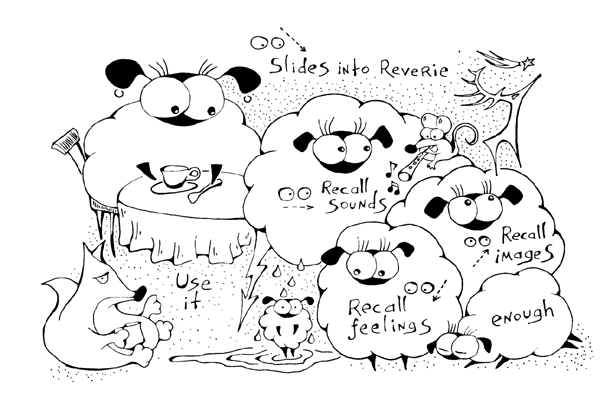 Slides into Reverie
Recall
sounds
Recall
images
Use
it
Recall
feelings
enough